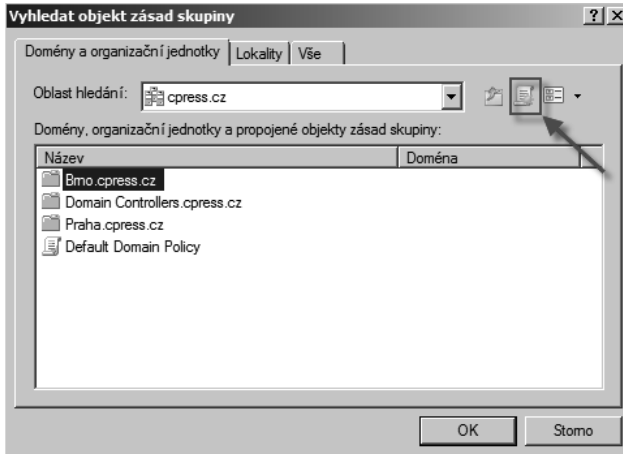 Vyhledat objekt zásad skupiny
Domény a organizační jednotky Lokality Vše
Oblast hledání: cpress.cz
Domény, organizační jednotky a propojené objekty zásad skupiny:
Název Doména
Brno.cpress.cz
Domain Controllers.cpress.cz
Praha.cpress.cz
Default Domain Policy
OK Storno